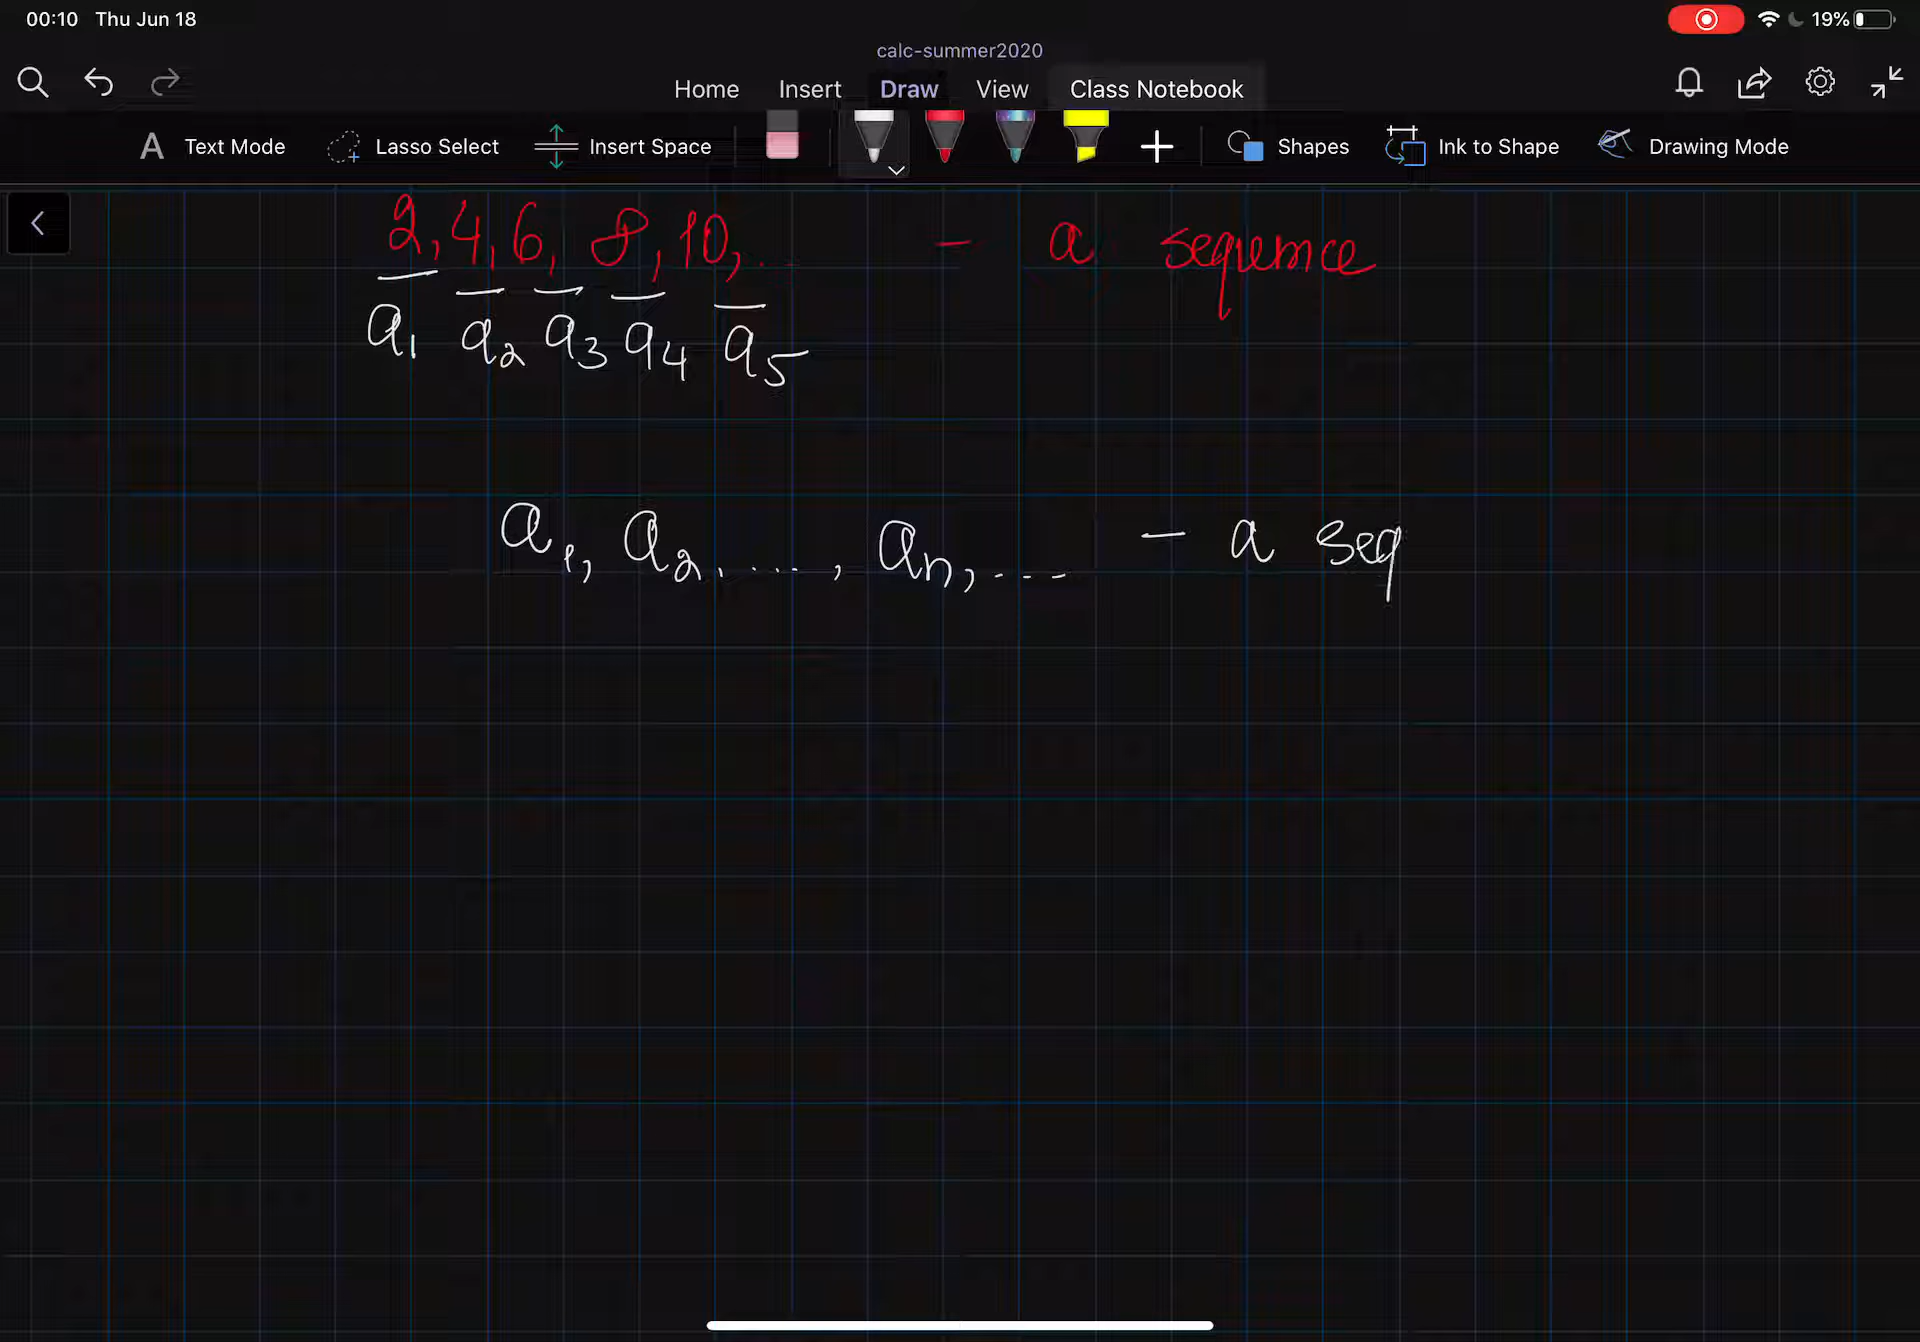 00:10 Thu Jun 18
19%
calc-summer2020
Home Insert Draw View Class Notebook
Text Mode Lasso Select Insert Space Shapes Ink to Shape Drawing Mode
2, 4, 6, 8, 10, ... - a sequence
a1 a2 a3 a4 a5
a1, a2, ..., an, ... - a seq